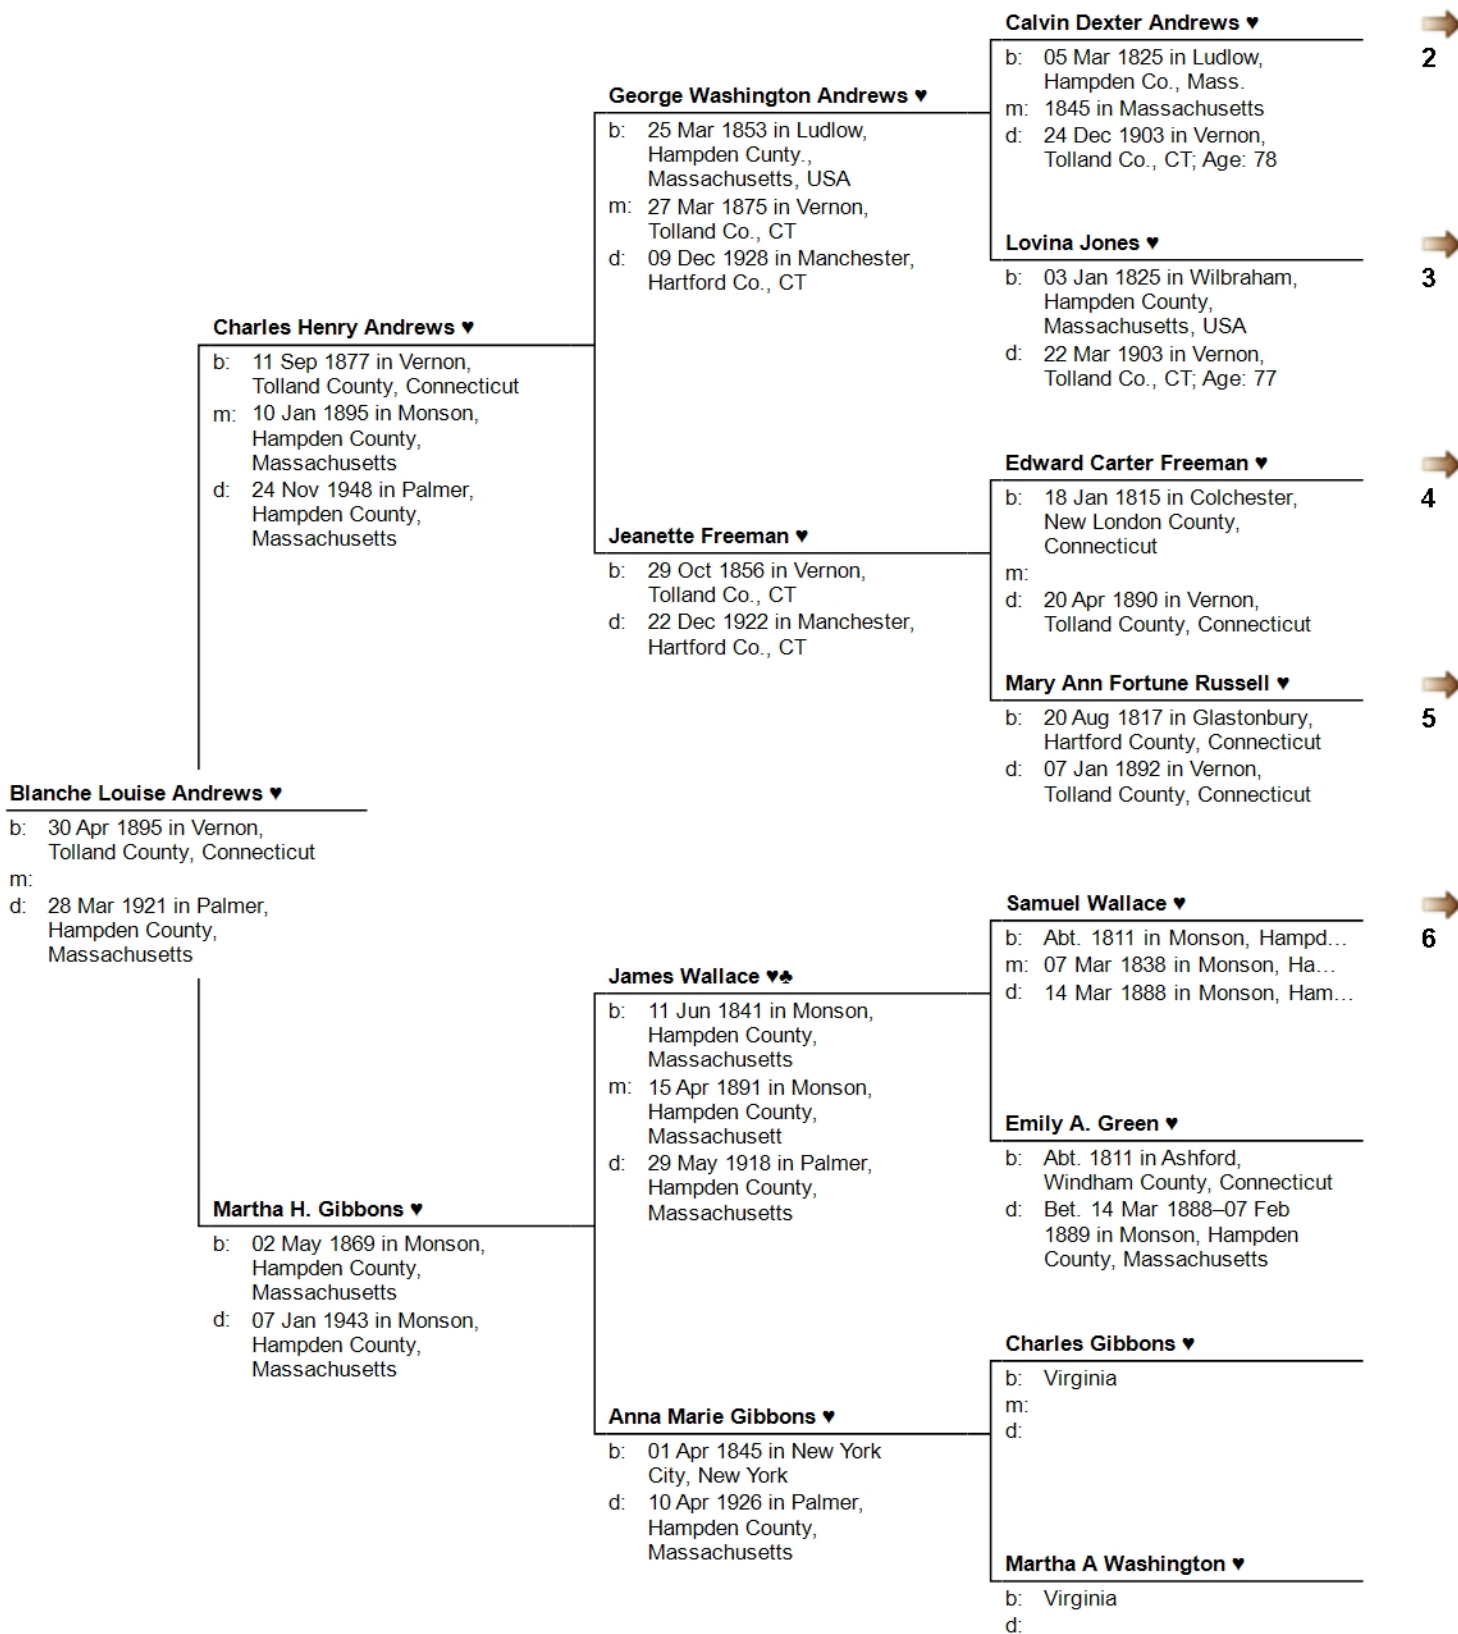 Calvin Dexter Andrews ♥
b: 05 Mar 1825 in Ludlow,
Hampden Co., Mass.
m: 1845 in Massachusetts
d: 24 Dec 1903 in Vernon,
Tolland Co., CT; Age: 78
2
George Washington Andrews ♥
b: 25 Mar 1853 in Ludlow,
Hampden Cunty.,
Massachusetts, USA
m: 27 Mar 1875 in Vernon,
Tolland Co., CT
d: 09 Dec 1928 in Manchester,
Hartford Co., CT
Lovina Jones ♥
b: 03 Jan 1825 in Wilbraham,
Hampden County,
Massachusetts, USA
d: 22 Mar 1903 in Vernon,
Tolland Co., CT; Age: 77
3
Charles Henry Andrews ♥
b: 11 Sep 1877 in Vernon,
Tolland County, Connecticut
m: 10 Jan 1895 in Monson,
Hampden County,
Massachusetts
d: 24 Nov 1948 in Palmer,
Hampden County,
Massachusetts
Edward Carter Freeman ♥
b: 18 Jan 1815 in Colchester,
New London County,
Connecticut
m:
d: 20 Apr 1890 in Vernon,
Tolland County, Connecticut
4
Jeanette Freeman ♥
b: 29 Oct 1856 in Vernon,
Tolland Co., CT
d: 22 Dec 1922 in Manchester,
Hartford Co., CT
Mary Ann Fortune Russell ♥
b: 20 Aug 1817 in Glastonbury,
Hartford County, Connecticut
d: 07 Jan 1892 in Vernon,
Tolland County, Connecticut
5
Blanche Louise Andrews ♥
b: 30 Apr 1895 in Vernon,
Tolland County, Connecticut
m:
d: 28 Mar 1921 in Palmer,
Hampden County,
Massachusetts
Samuel Wallace ♥
b: Abt. 1811 in Monson, Hampd…
m: 07 Mar 1838 in Monson, Ha…
d: 14 Mar 1888 in Monson, Ham…
6
James Wallace ♥♣
b: 11 Jun 1841 in Monson,
Hampden County,
Massachusetts
m: 15 Apr 1891 in Monson,
Hampden County,
Massachusett
d: 29 May 1918 in Palmer,
Hampden County,
Massachusetts
Emily A. Green ♥
b: Abt. 1811 in Ashford,
Windham County, Connecticut
d: Bet. 14 Mar 1888–07 Feb
1889 in Monson, Hampden
County, Massachusetts
Martha H. Gibbons ♥
b: 02 May 1869 in Monson,
Hampden County,
Massachusetts
d: 07 Jan 1943 in Monson,
Hampden County,
Massachusetts
Charles Gibbons ♥
b: Virginia
m:
d:
Anna Marie Gibbons ♥
b: 01 Apr 1845 in New York
City, New York
d: 10 Apr 1926 in Palmer,
Hampden County,
Massachusetts
Martha A Washington ♥
b: Virginia
d: